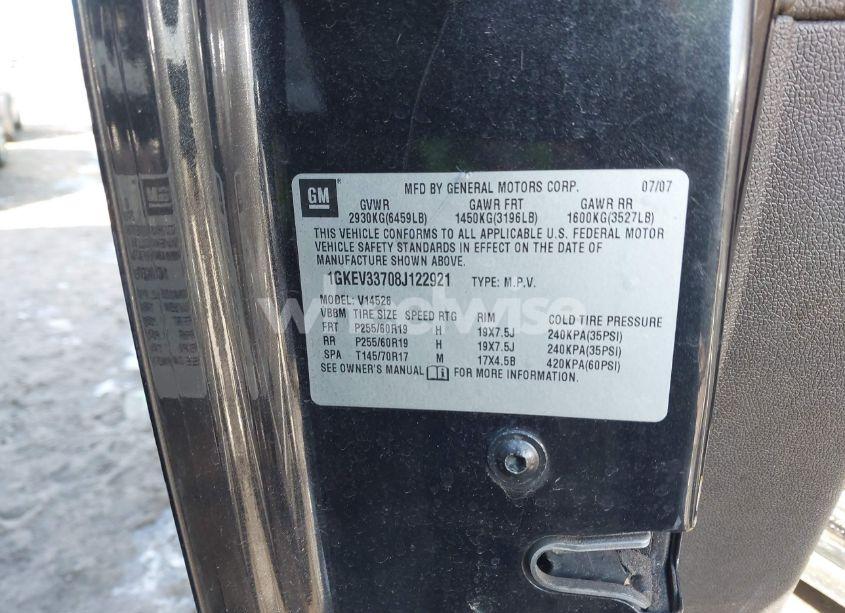 GM
MFD BY GENERAL MOTORS CORP. 07/07
GVWR GAWR FRT GAWR RR
2930KG(6459LB) 1450KG(3196LB) 1600KG(3527LB)
THIS VEHICLE CONFORMS TO ALL APPLICABLE U.S. FEDERAL MOTOR
VEHICLE SAFETY STANDARDS IN EFFECT ON THE DATE OF
MANUFACTURE SHOWN ABOVE.
1GKEV33708J122921 TYPE: M.P.V.
MODEL: V14526
VBBM TIRE SIZE SPEED RTG RIM COLD TIRE PRESSURE
FRT P255/60R19 H 19X7.5J 240KPA(35PSI)
RR P255/60R19 H 19X7.5J 240KPA(35PSI)
SPA T145/70R17 M 17X4.5B 420KPA(60PSI)
SEE OWNER'S MANUAL FOR MORE INFORMATION.